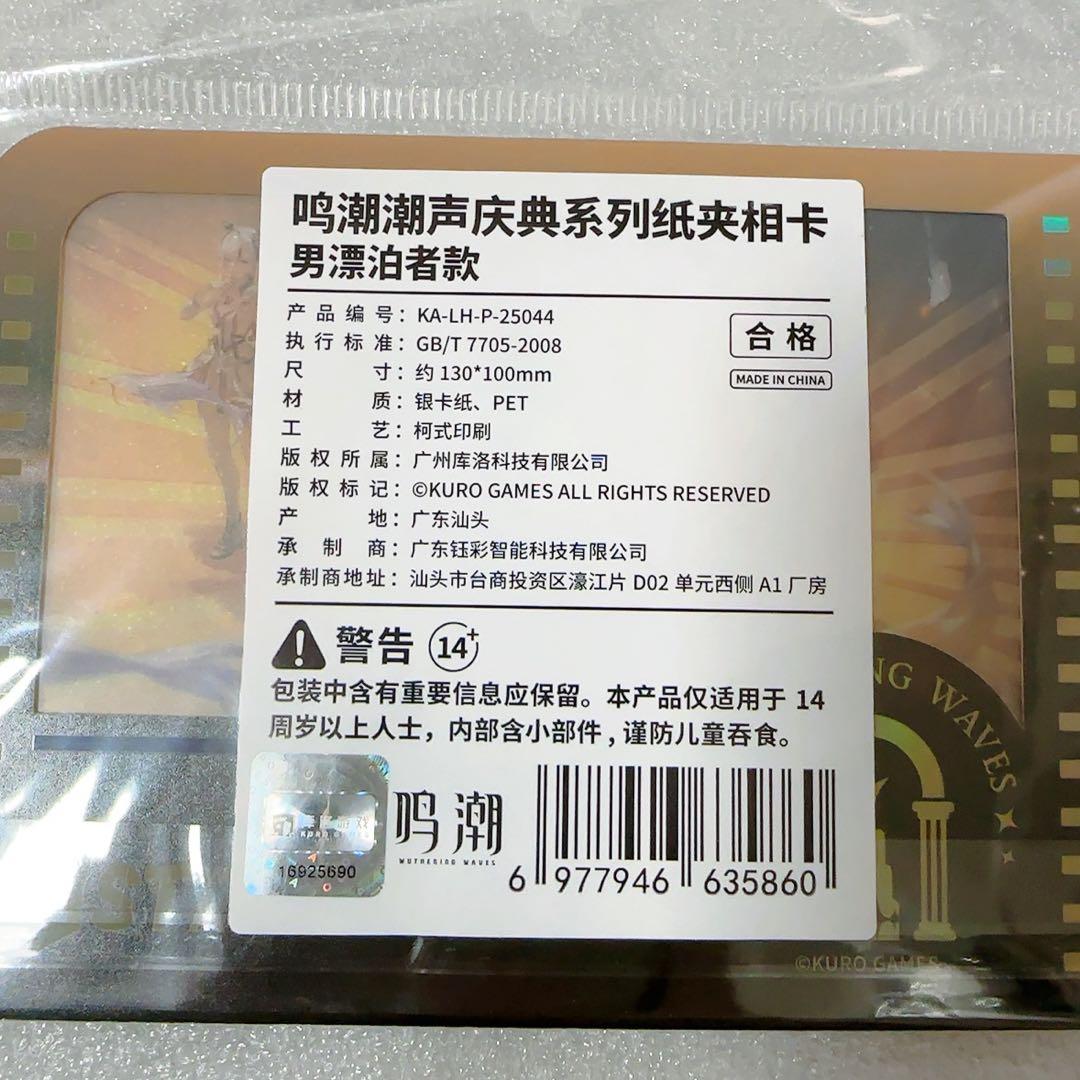 鸣潮潮声庆典系列纸夹相卡
男漂泊者款
产品编号：KA-LH-P-25044
执行标准：GB/T 7705-2008
尺寸：约 130*100mm
材质：银卡纸、PET
工艺：柯式印刷
版权所属：广州库洛科技有限公司
版权标记：©KURO GAMES ALL RIGHTS RESERVED
产地：广东汕头
承制商：广东钰彩智能科技有限公司
承制商地址：汕头市台商投资区濠江片 D02 单元西侧 A1 厂房
合格
MADE IN CHINA
警告 14+
包装中含有重要信息应保留。本产品仅适用于 14
周岁以上人士，内部含小部件，谨防儿童吞食。
库洛游戏
KURO GAMES
16925690
鸣潮
WUTHERING WAVES
6 977946 635860
NG WAVES
©KURO GAMES